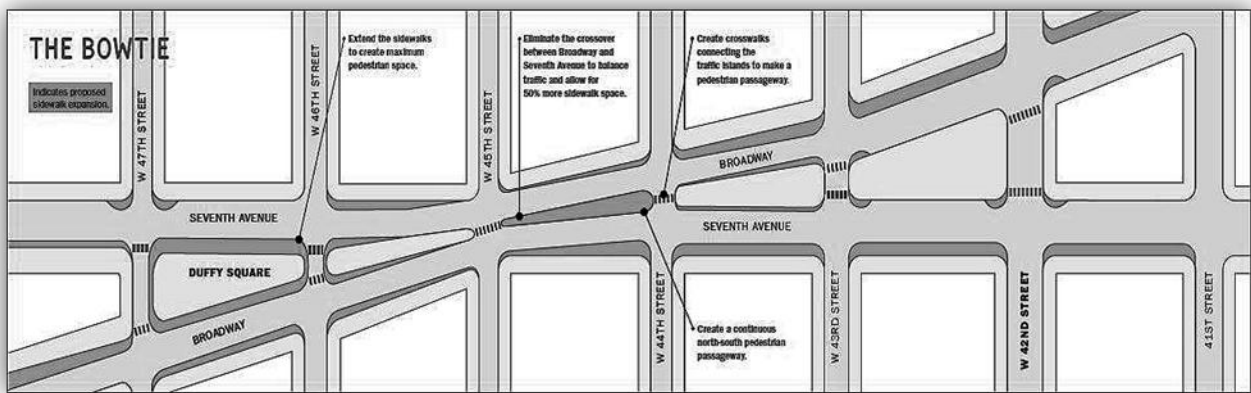 THE BOWTIE
Indicates proposed
sidewalk expansion.
W 47TH STREET
W 46TH STREET
Extend the sidewalks
to create maximum
pedestrian space.
W 45TH STREET
Eliminate the crossover
between Broadway and
Seventh Avenue to balance
traffic and allow for
50% more sidewalk space.
Create crosswalks
connecting the
traffic islands to make a
pedestrian passageway.
BROADWAY
SEVENTH AVENUE
SEVENTH AVENUE
DUFFY SQUARE
BROADWAY
W 44TH STREET
Create a continuous
north-south pedestrian
passageway.
W 43RD STREET
W 42ND STREET
41ST STREET